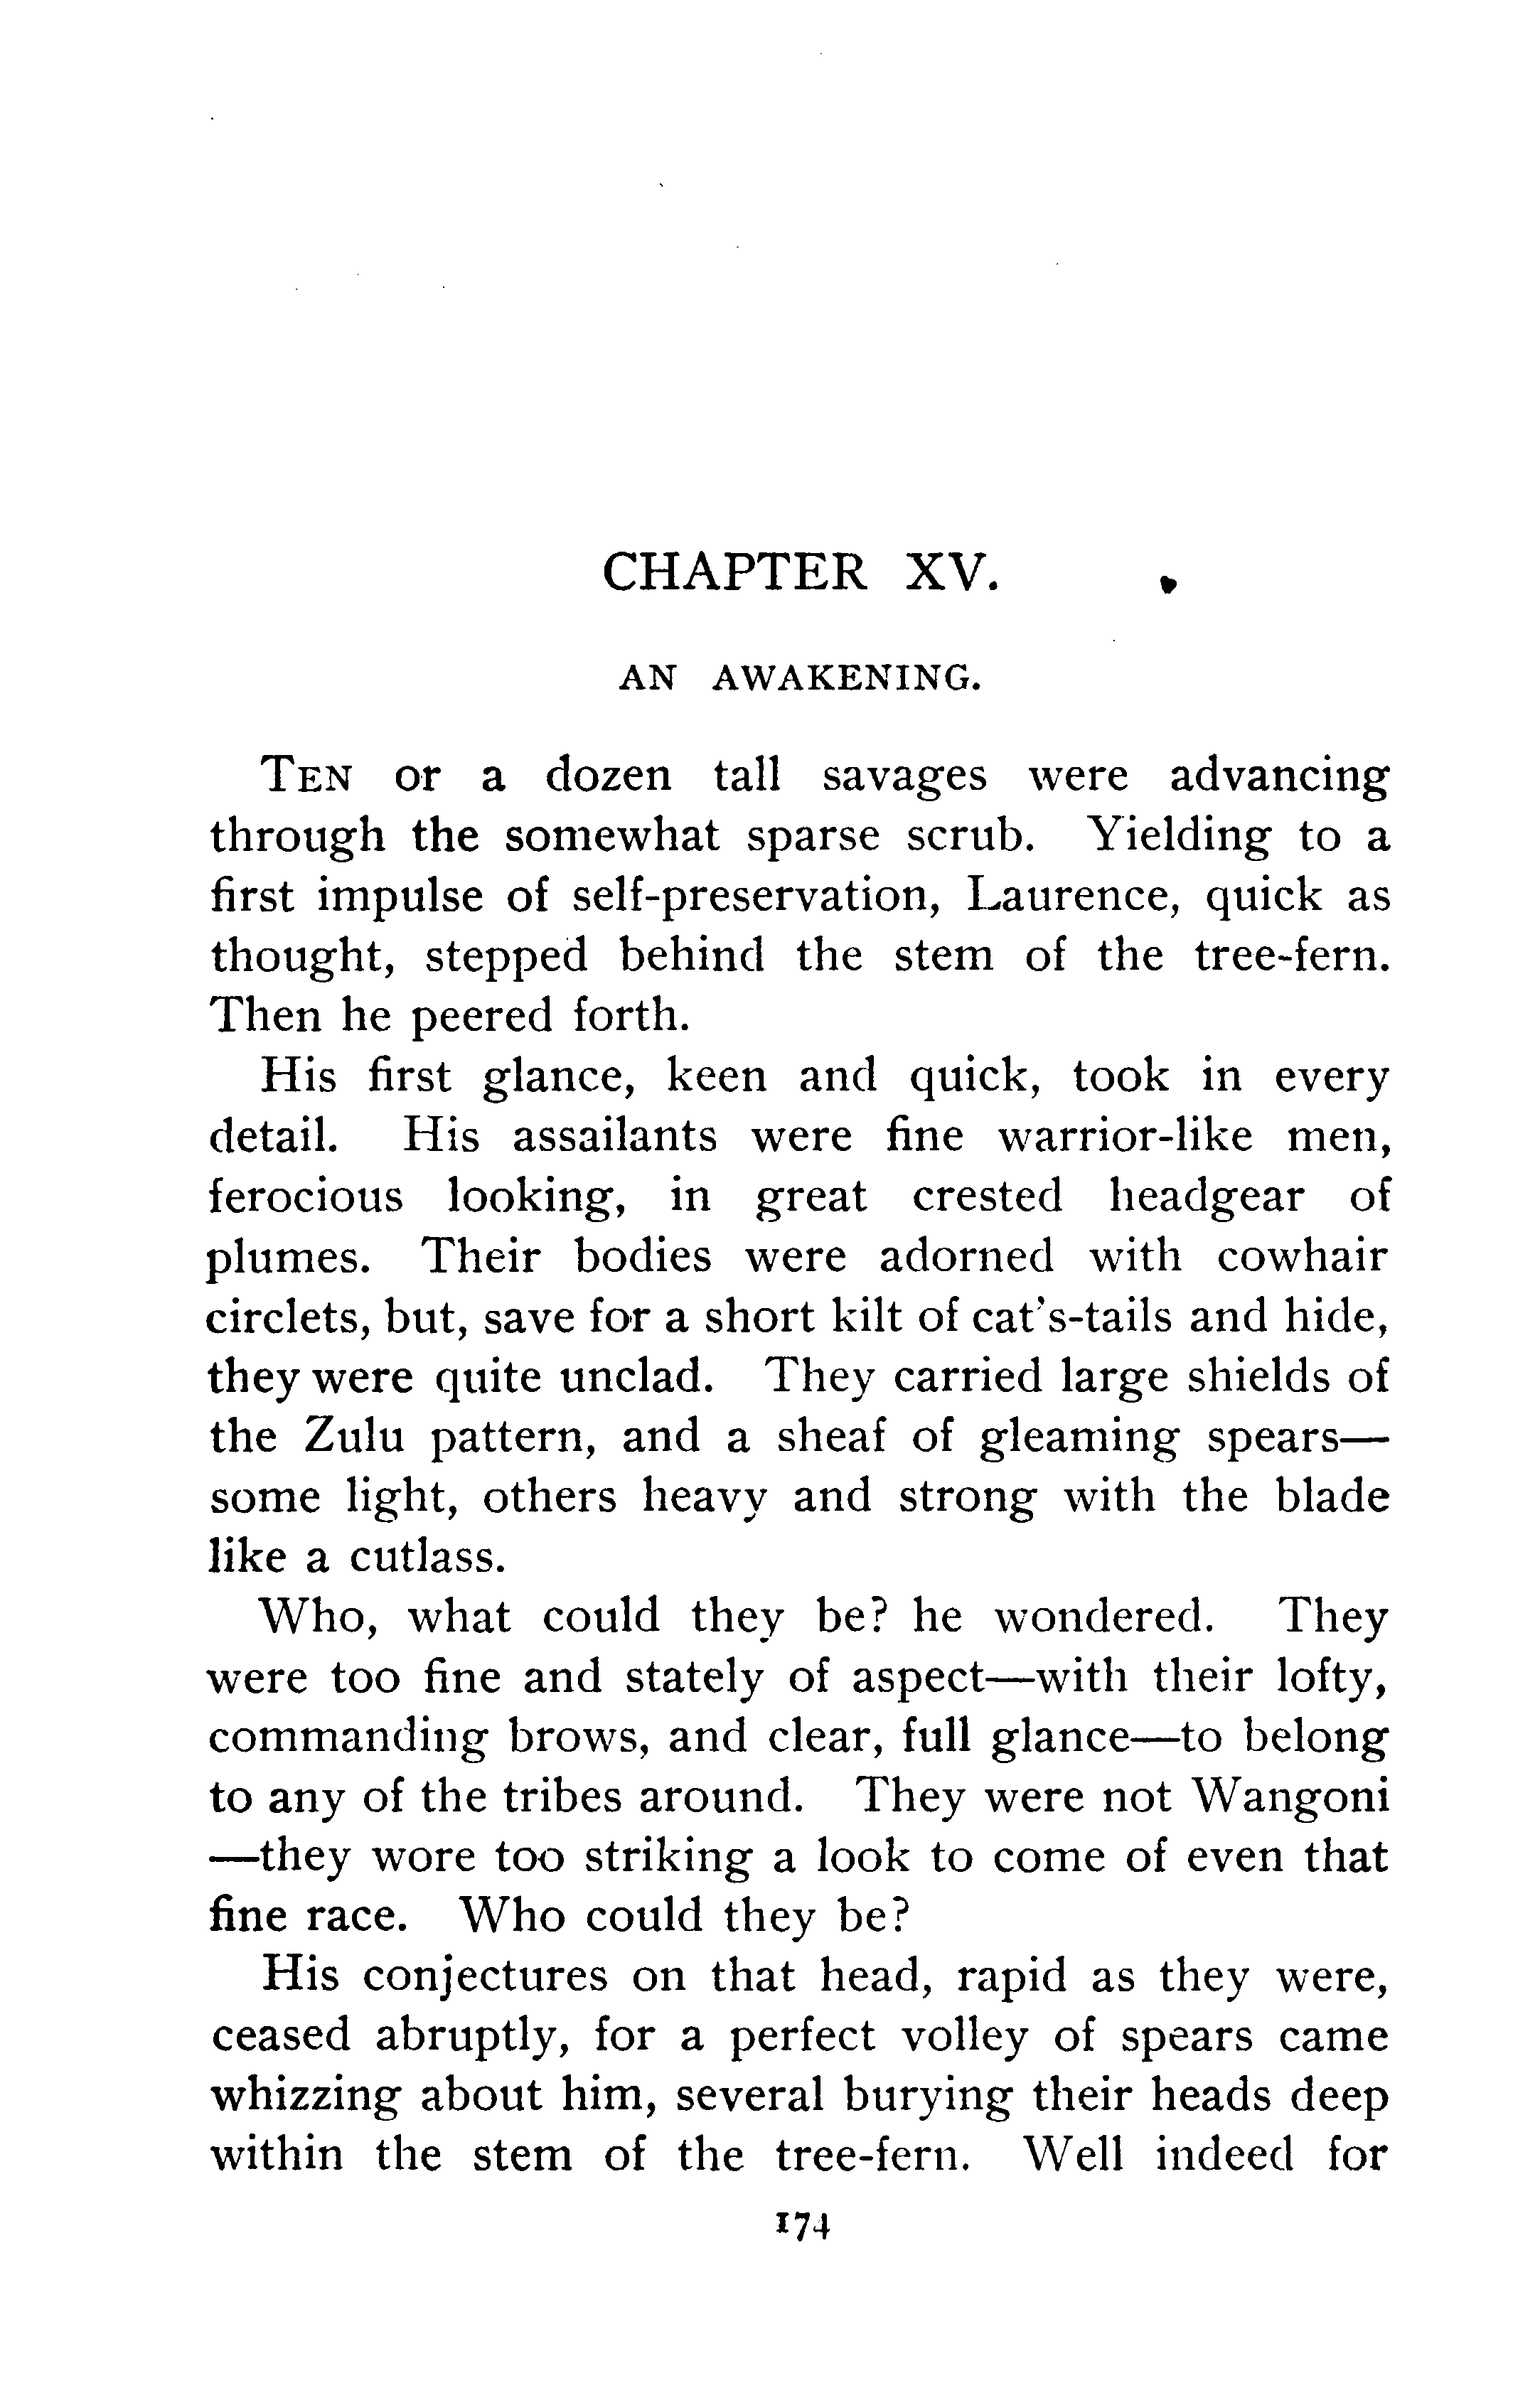 CHAPTER XV.
AN AWAKENING.
TEN or a dozen tall savages were advancing
through the somewhat sparse scrub. Yielding to a
first impulse of self-preservation, Laurence, quick as
thought, stepped behind the stem of the tree-fern.
Then he peered forth.
His first glance, keen and quick, took in every
detail. His assailants were fine warrior-like men,
ferocious looking, in great crested headgear of
plumes. Their bodies were adorned with cowhair
circlets, but, save for a short kilt of cat's-tails and hide,
they were quite unclad. They carried large shields of
the Zulu pattern, and a sheaf of gleaming spears—
some light, others heavy and strong with the blade
like a cutlass.
Who, what could they be? he wondered. They
were too fine and stately of aspect—with their lofty,
commanding brows, and clear, full glance—to belong
to any of the tribes around. They were not Wangoni
—they wore too striking a look to come of even that
fine race. Who could they be?
His conjectures on that head, rapid as they were,
ceased abruptly, for a perfect volley of spears came
whizzing about him, several burying their heads deep
within the stem of the tree-fern. Well indeed for
174